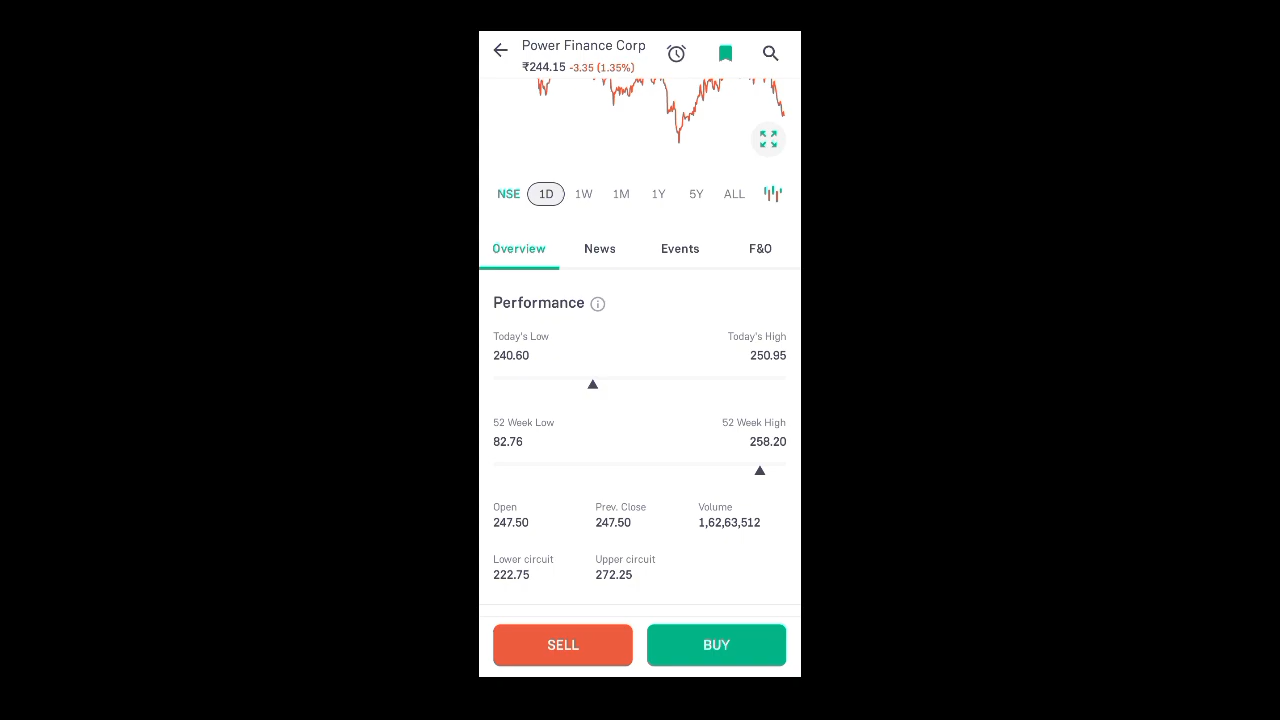 Power Finance Corp
₹244.15 -3.35 (1.35%)
NSE 1D 1W 1M 1Y 5Y ALL
Overview News Events F&O
Performance
Today's Low Today's High
240.60 250.95
52 Week Low 52 Week High
82.76 258.20
Open Prev. Close Volume
247.50 247.50 1,62,63,512
Lower circuit Upper circuit
222.75 272.25
SELL BUY